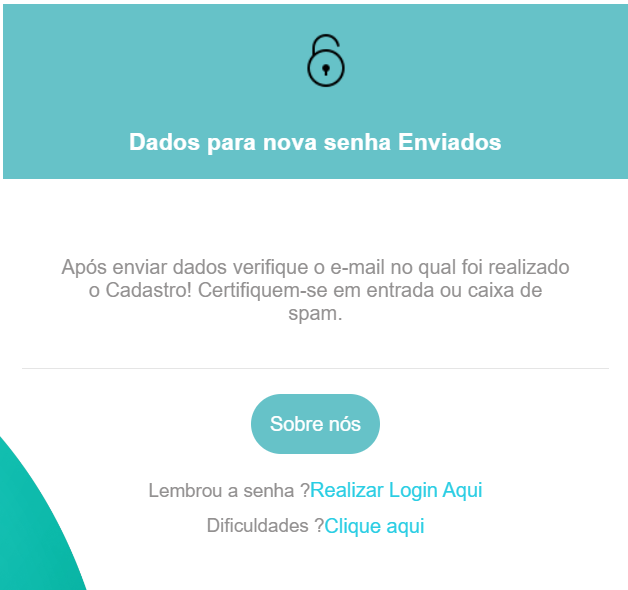 Dados para nova senha Enviados
Após enviar dados verifique o e-mail no qual foi realizado
o Cadastro! Certifiquem-se em entrada ou caixa de
spam.
Sobre nós
Lembrou a senha ?Realizar Login Aqui
Dificuldades ?Clique aqui